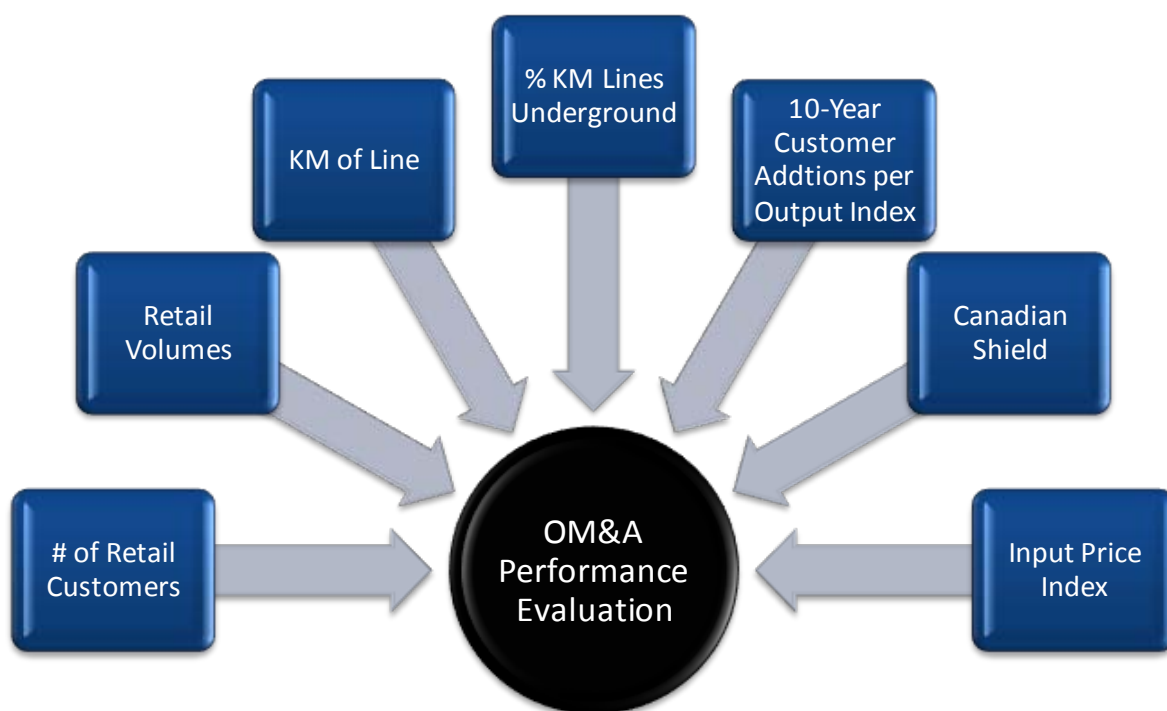 % KM Lines
Underground
KM of Line
10-Year
Customer
Addtions per
Output Index
Retail
Volumes
Canadian
Shield
# of Retail
Customers
OM&A
Performance
Evaluation
Input Price
Index